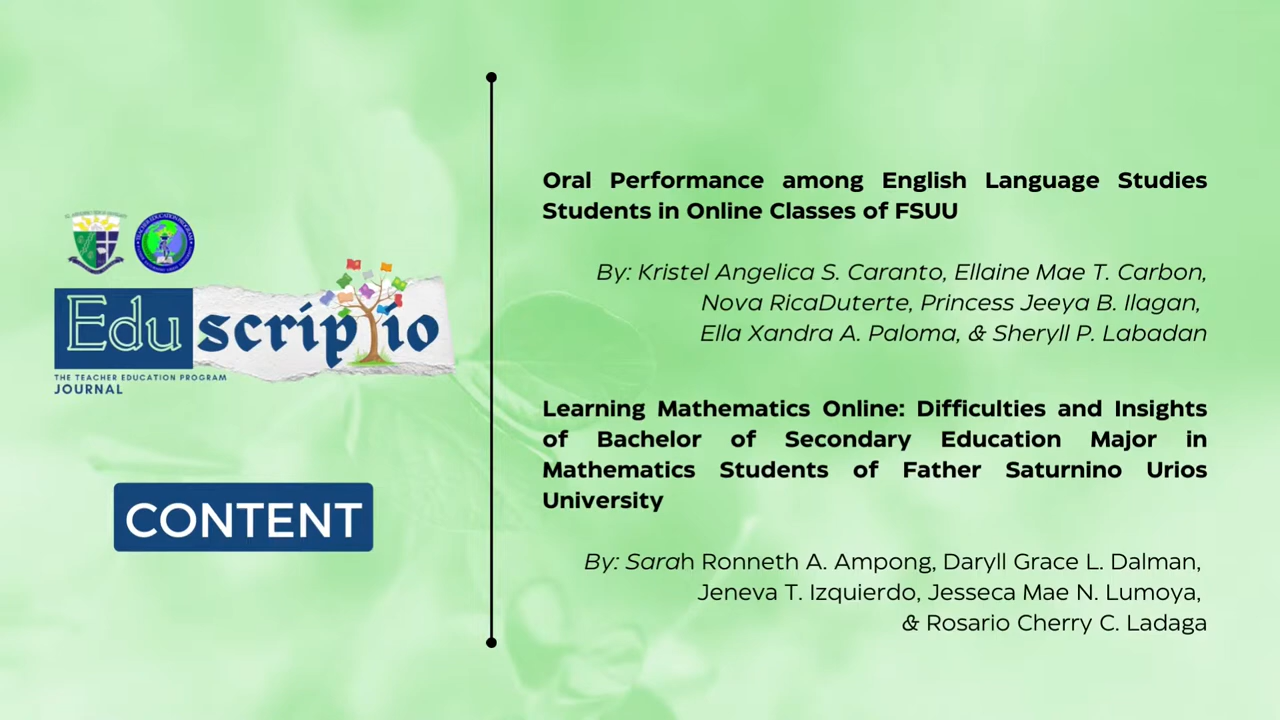 Eduscriptio
THE TEACHER EDUCATION PROGRAM
JOURNAL
CONTENT
Oral Performance among English Language Studies
Students in Online Classes of FSUU
By: Kristel Angelica S. Caranto, Ellaine Mae T. Carbon,
Nova RicaDuterte, Princess Jeeya B. Ilagan,
Ella Xandra A. Paloma, & Sheryll P. Labadan
Learning Mathematics Online: Difficulties and Insights
of Bachelor of Secondary Education Major in
Mathematics Students of Father Saturnino Urios
University
By: Sarah Ronneth A. Ampong, Daryll Grace L. Dalman,
Jeneva T. Izquierdo, Jesseca Mae N. Lumoya,
& Rosario Cherry C. Ladaga